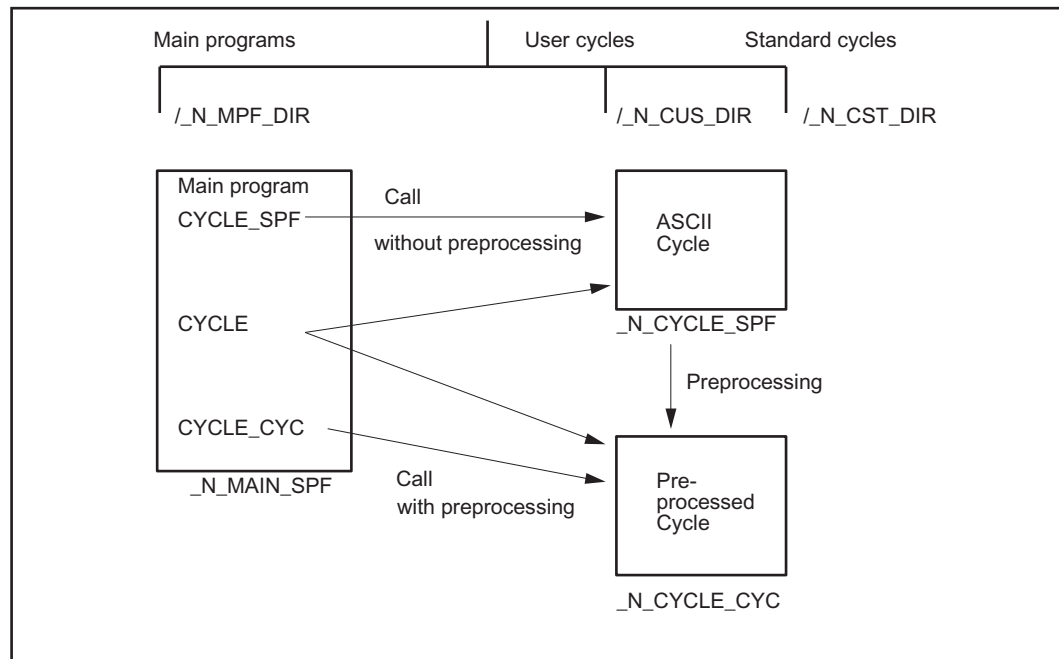 Main programs
User cycles
Standard cycles
/_N_MPF_DIR
/_N_CUS_DIR
/_N_CST_DIR
Main program
CYCLE_SPF
Call
without preprocessing
ASCII
Cycle
CYCLE
_N_CYCLE_SPF
Preprocessing
CYCLE_CYC
_N_MAIN_SPF
Call
with preprocessing
Pre-
processed
Cycle
_N_CYCLE_CYC